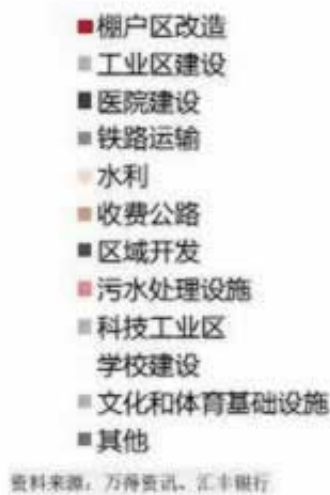 棚户区改造
工业区建设
医院建设
铁路运输
水利
收费公路
区域开发
污水处理设施
科技工业区
学校建设
文化和体育基础设施
其他
资料来源：万得资讯、汇丰银行